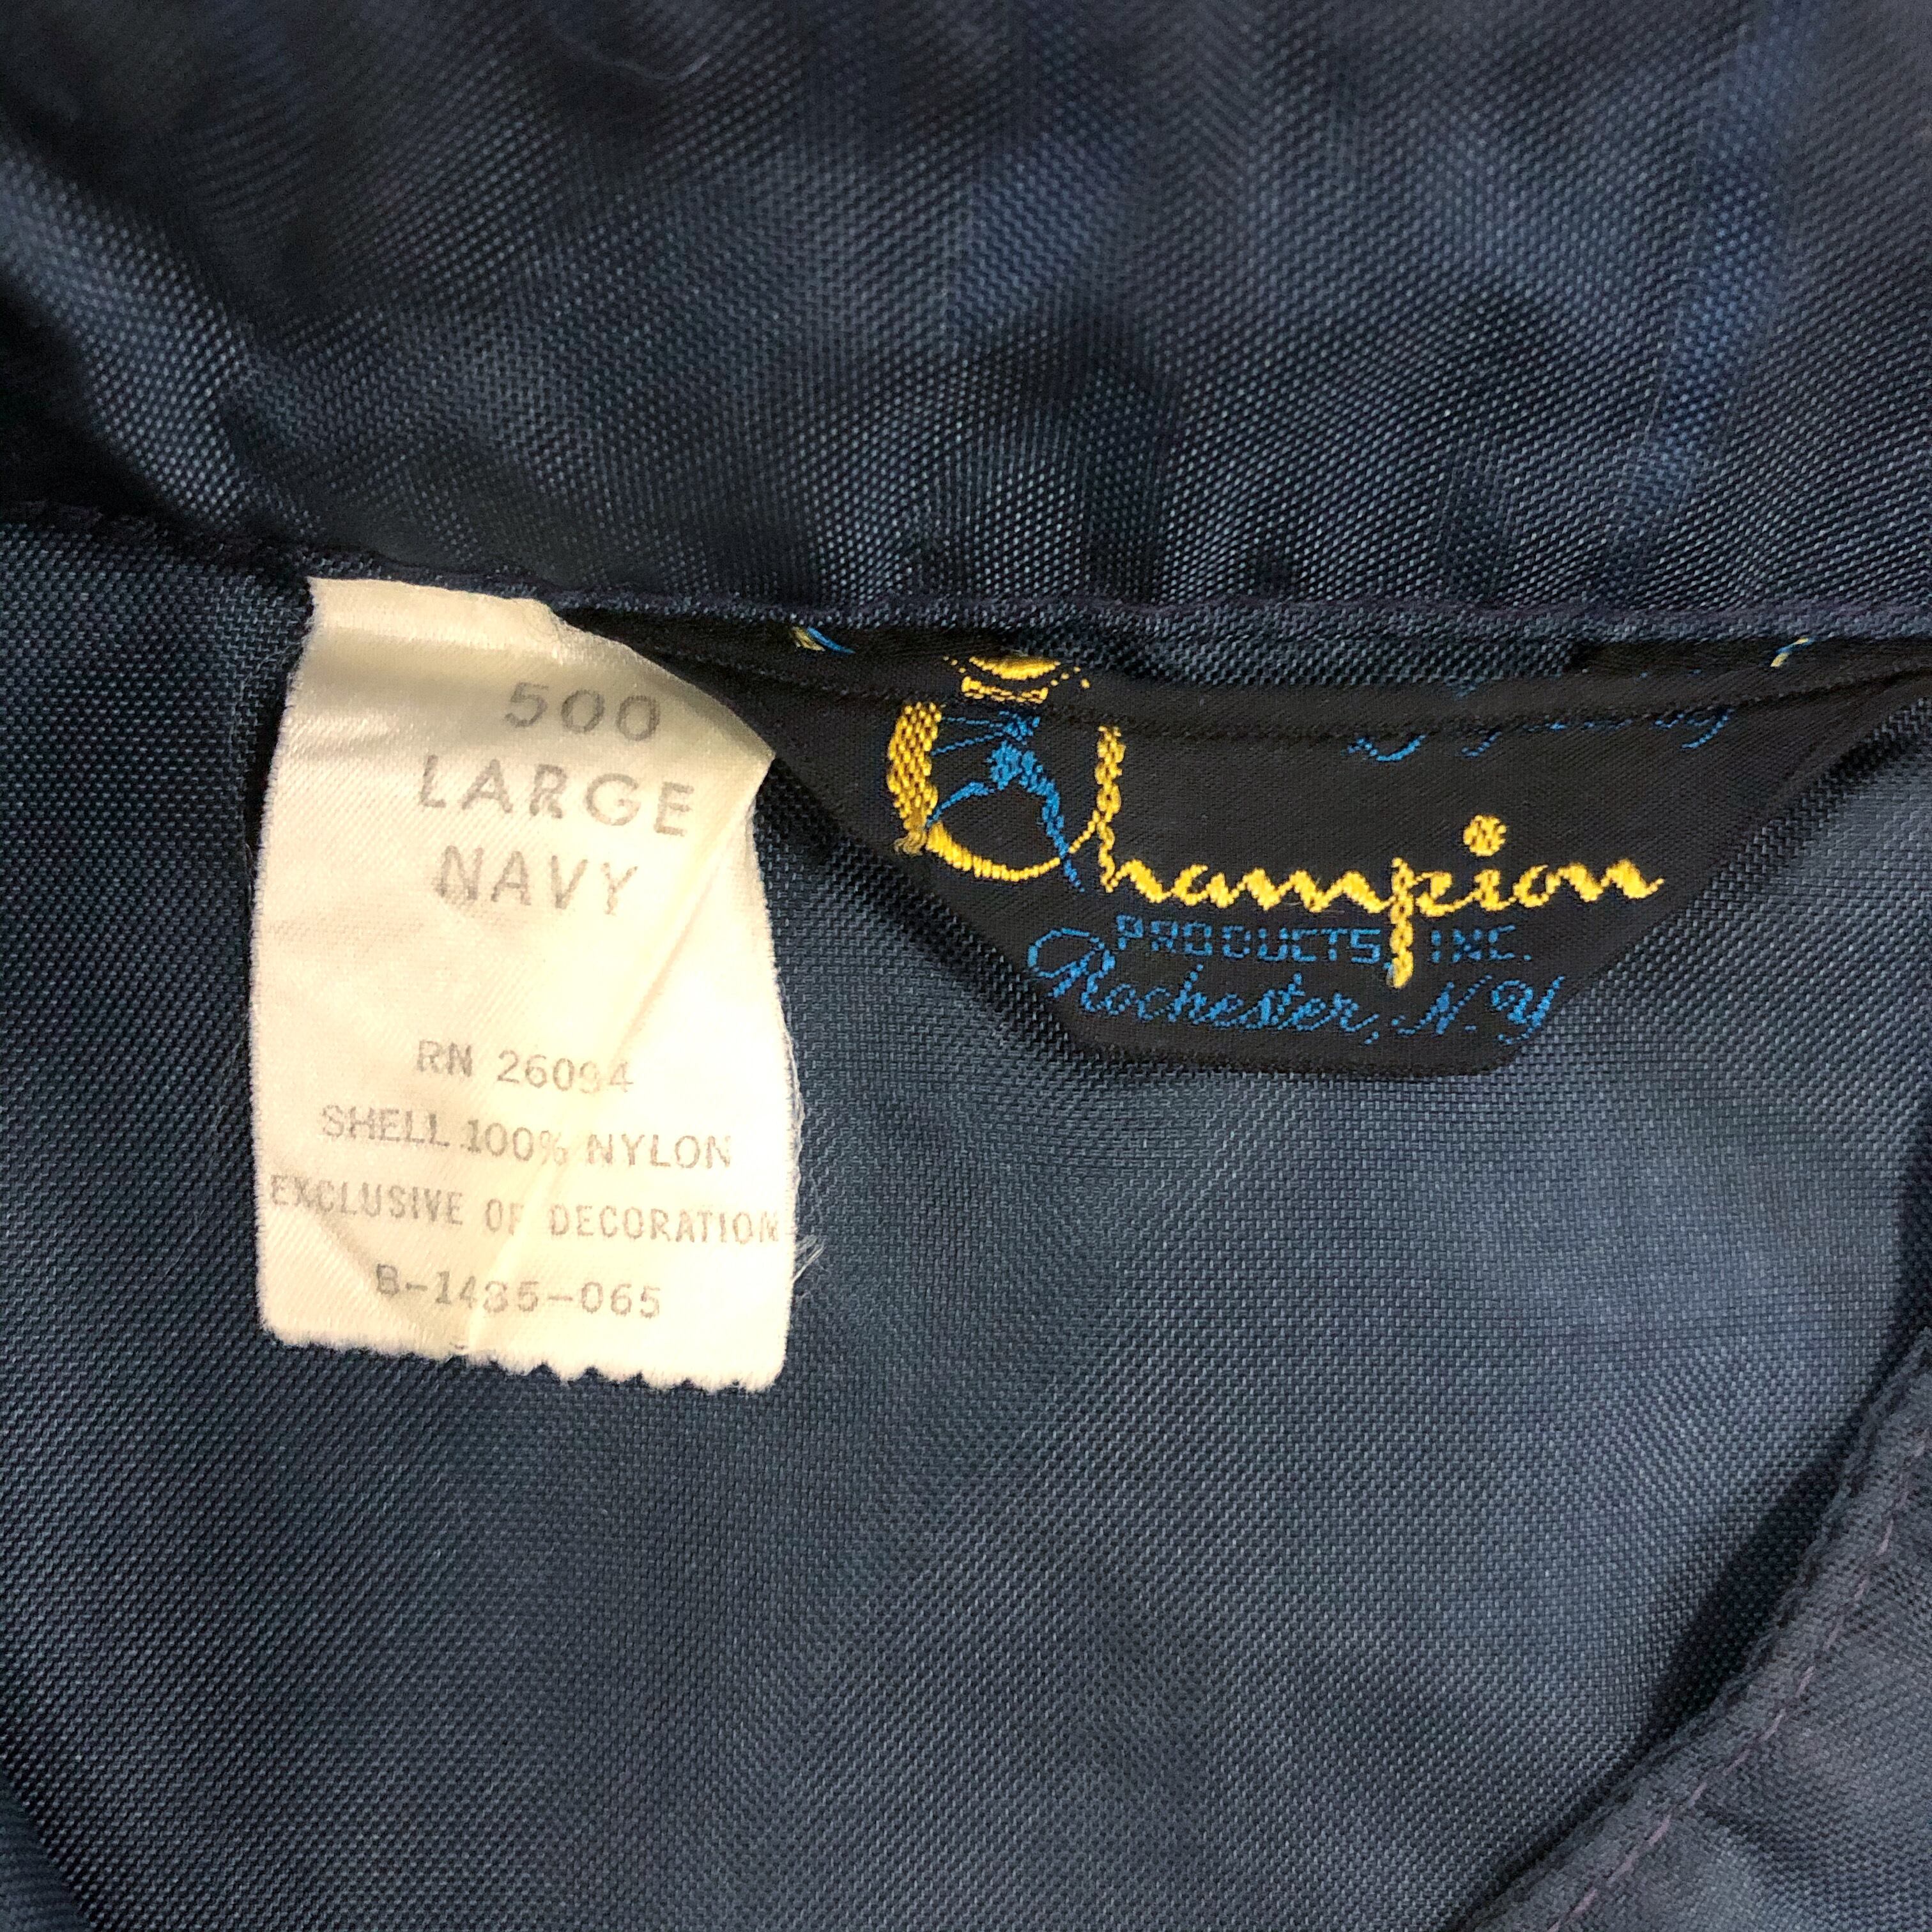 500
LARGE
NAVY
RN 26094
SHELL 100% NYLON
EXCLUSIVE OF DECORATION
B-1435-065
Champion
PRODUCTS, INC.
Rochester, N.Y